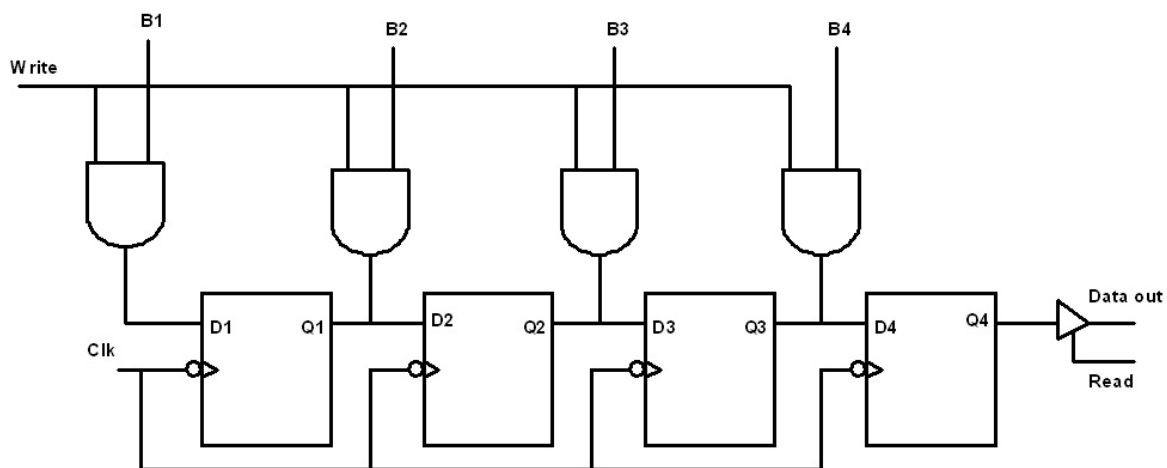 B1
B2
B3
B4
Write
D1
Q1
D2
Q2
D3
Q3
D4
Q4
Data out
Clk
Read